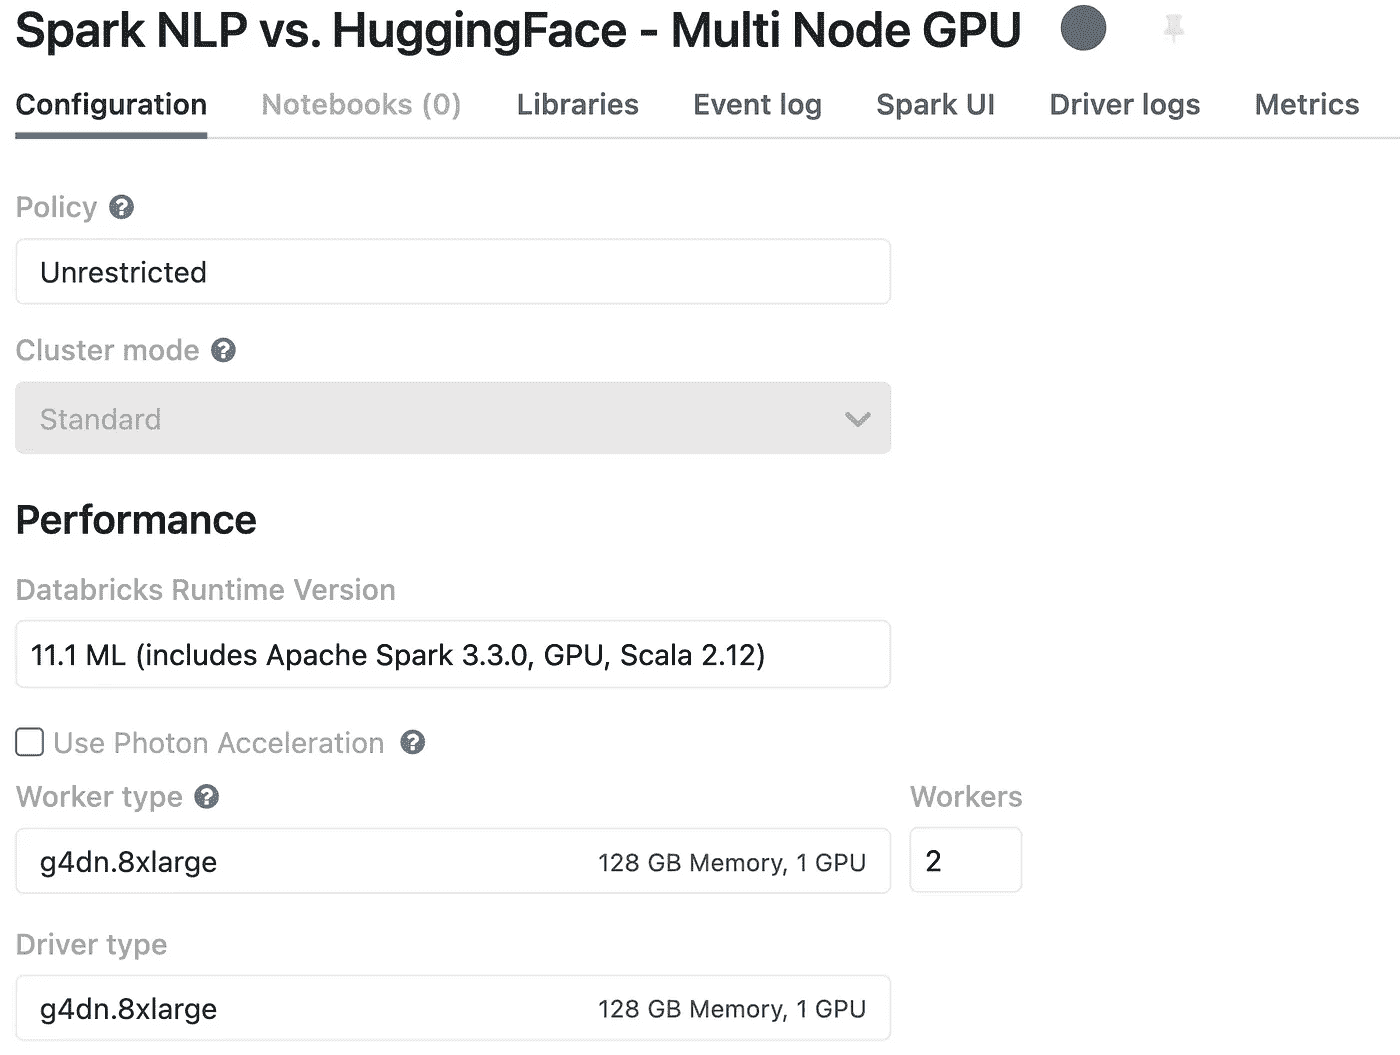 Spark NLP vs. HuggingFace - Multi Node GPU
Configuration Notebooks (0) Libraries Event log Spark UI Driver logs Metrics
Policy ?
Unrestricted
Cluster mode ?
Standard
Performance
Databricks Runtime Version
11.1 ML (includes Apache Spark 3.3.0, GPU, Scala 2.12)
Use Photon Acceleration ?
Worker type ? Workers
g4dn.8xlarge 128 GB Memory, 1 GPU 2
Driver type
g4dn.8xlarge 128 GB Memory, 1 GPU